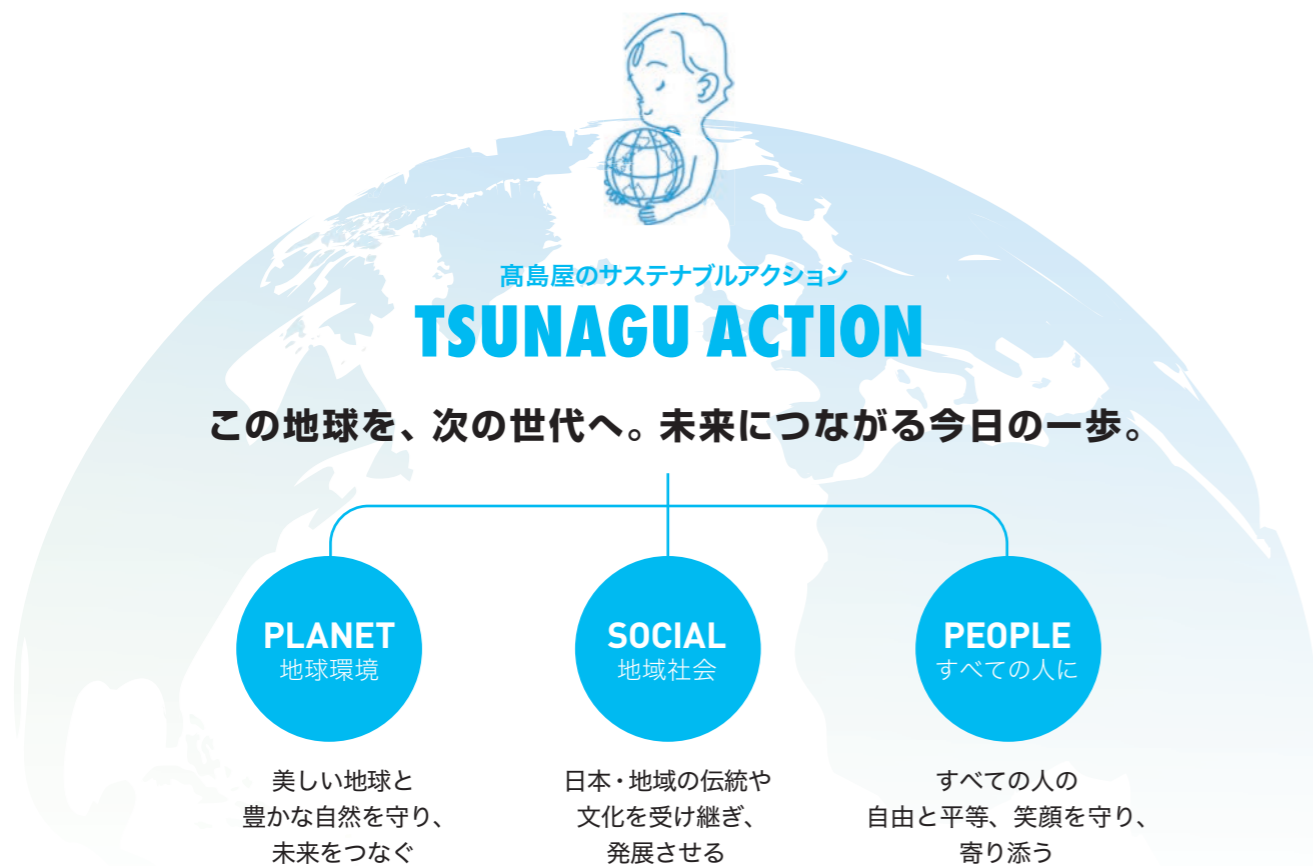 髙島屋のサステナブルアクション
TSUNAGU ACTION
この地球を、次の世代へ。未来につながる今日の一歩。
PLANET
地球環境
SOCIAL
地域社会
PEOPLE
すべての人に
美しい地球と
豊かな自然を守り、
未来をつなぐ
日本・地域の伝統や
文化を受け継ぎ、
発展させる
すべての人の
自由と平等、笑顔を守り、
寄り添う